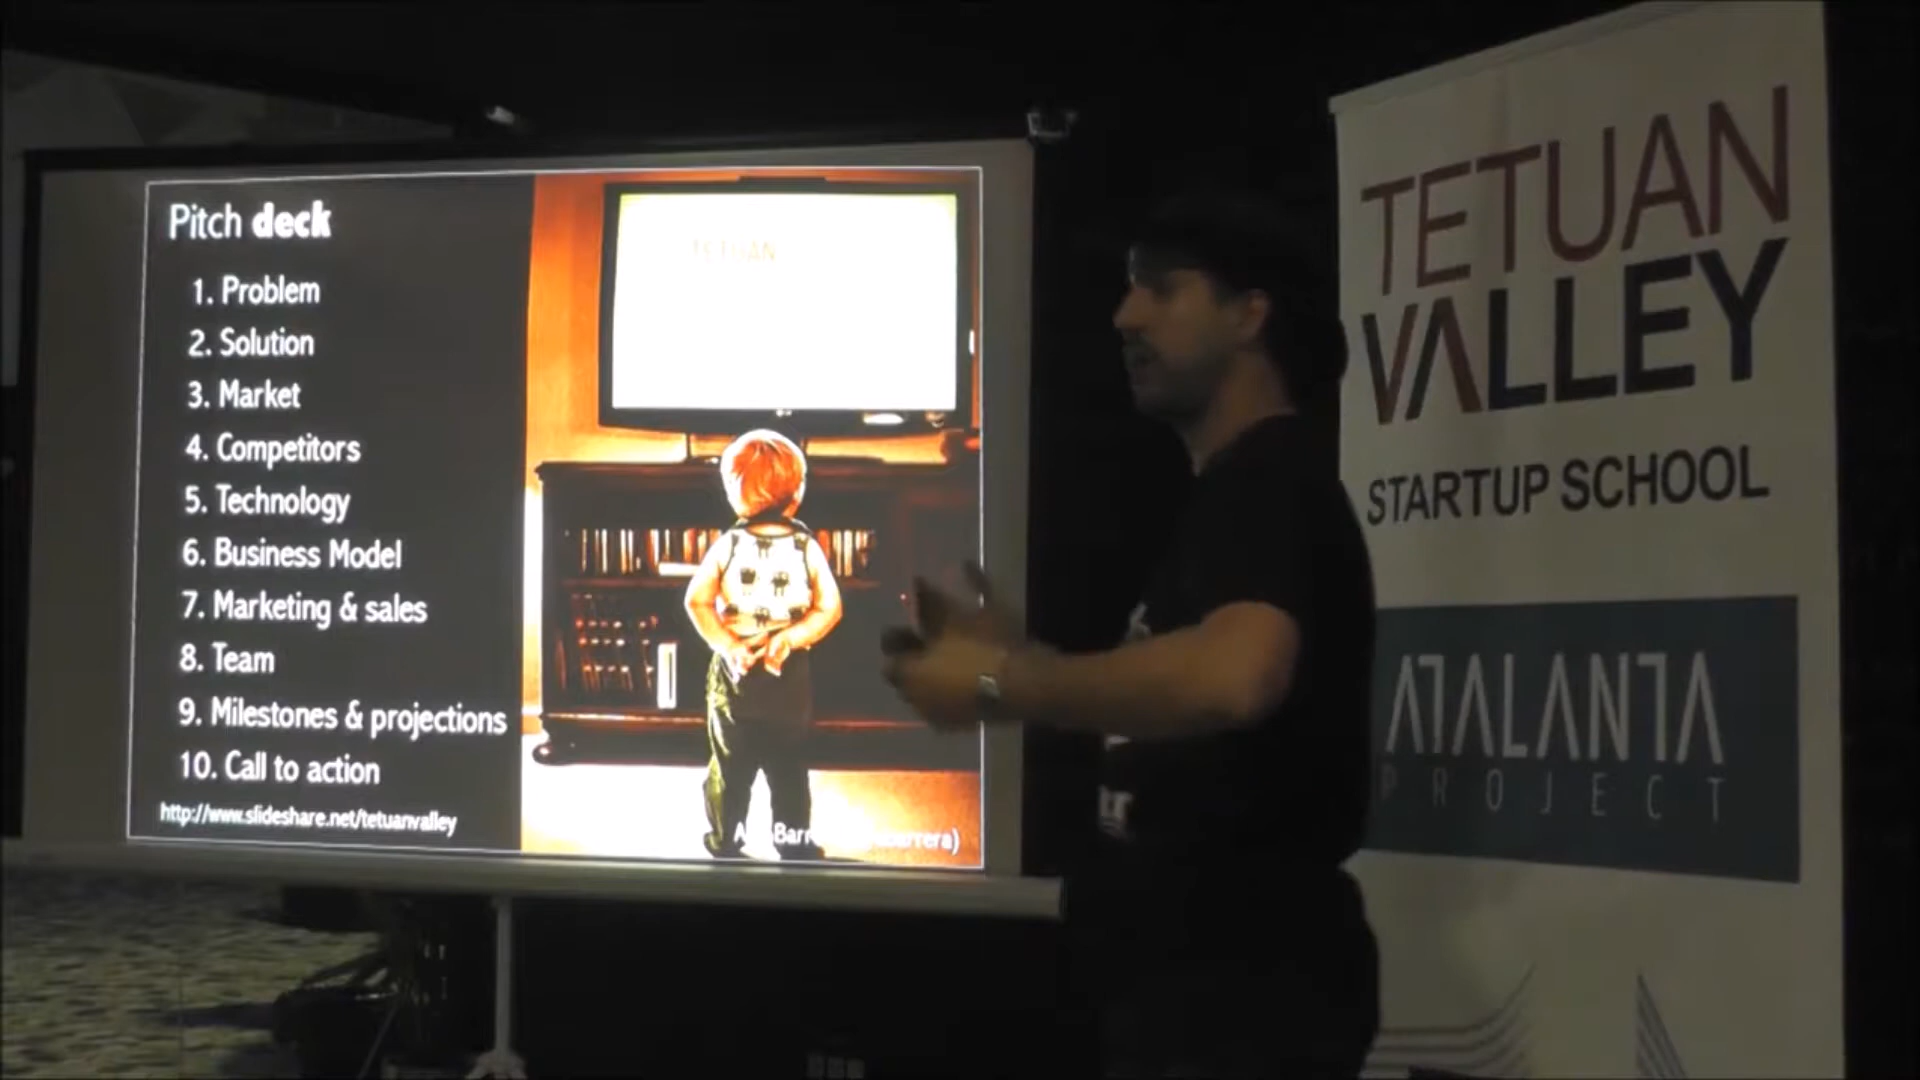 Pitch deck
1. Problem
2. Solution
3. Market
4. Competitors
5. Technology
6. Business Model
7. Marketing & sales
8. Team
9. Milestones & projections
10. Call to action
http://www.slideshare.net/tetuanvalley
TETUAN
TETUAN
VALLEY
STARTUP SCHOOL
ATALANTA
PROJECT